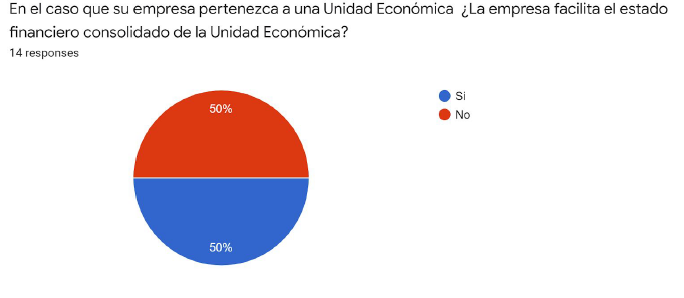 En el caso que su empresa pertenezca a una Unidad Económica ¿La empresa facilita el estado
financiero consolidado de la Unidad Económica?
14 responses
Si
No
50%
50%